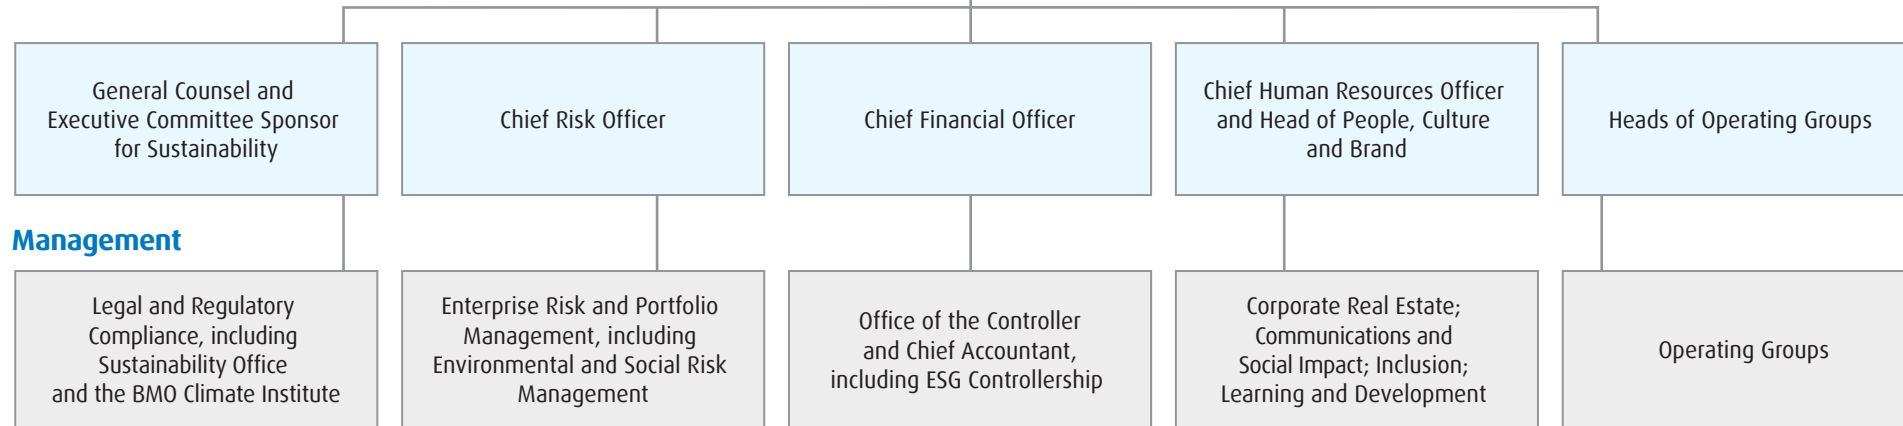 General Counsel and
Executive Committee Sponsor
for Sustainability
Chief Risk Officer
Chief Financial Officer
Chief Human Resources Officer
and Head of People, Culture
and Brand
Heads of Operating Groups
Management
Legal and Regulatory
Compliance, including
Sustainability Office
and the BMO Climate Institute
Enterprise Risk and Portfolio
Management, including
Environmental and Social Risk
Management
Office of the Controller
and Chief Accountant,
including ESG Controllership
Corporate Real Estate;
Communications and
Social Impact; Inclusion;
Learning and Development
Operating Groups